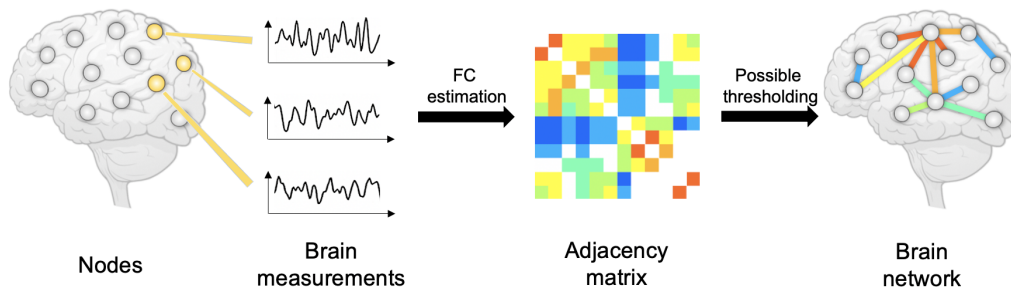 FC
estimation
Possible
thresholding
Nodes
Brain
measurements
Adjacency
matrix
Brain
network